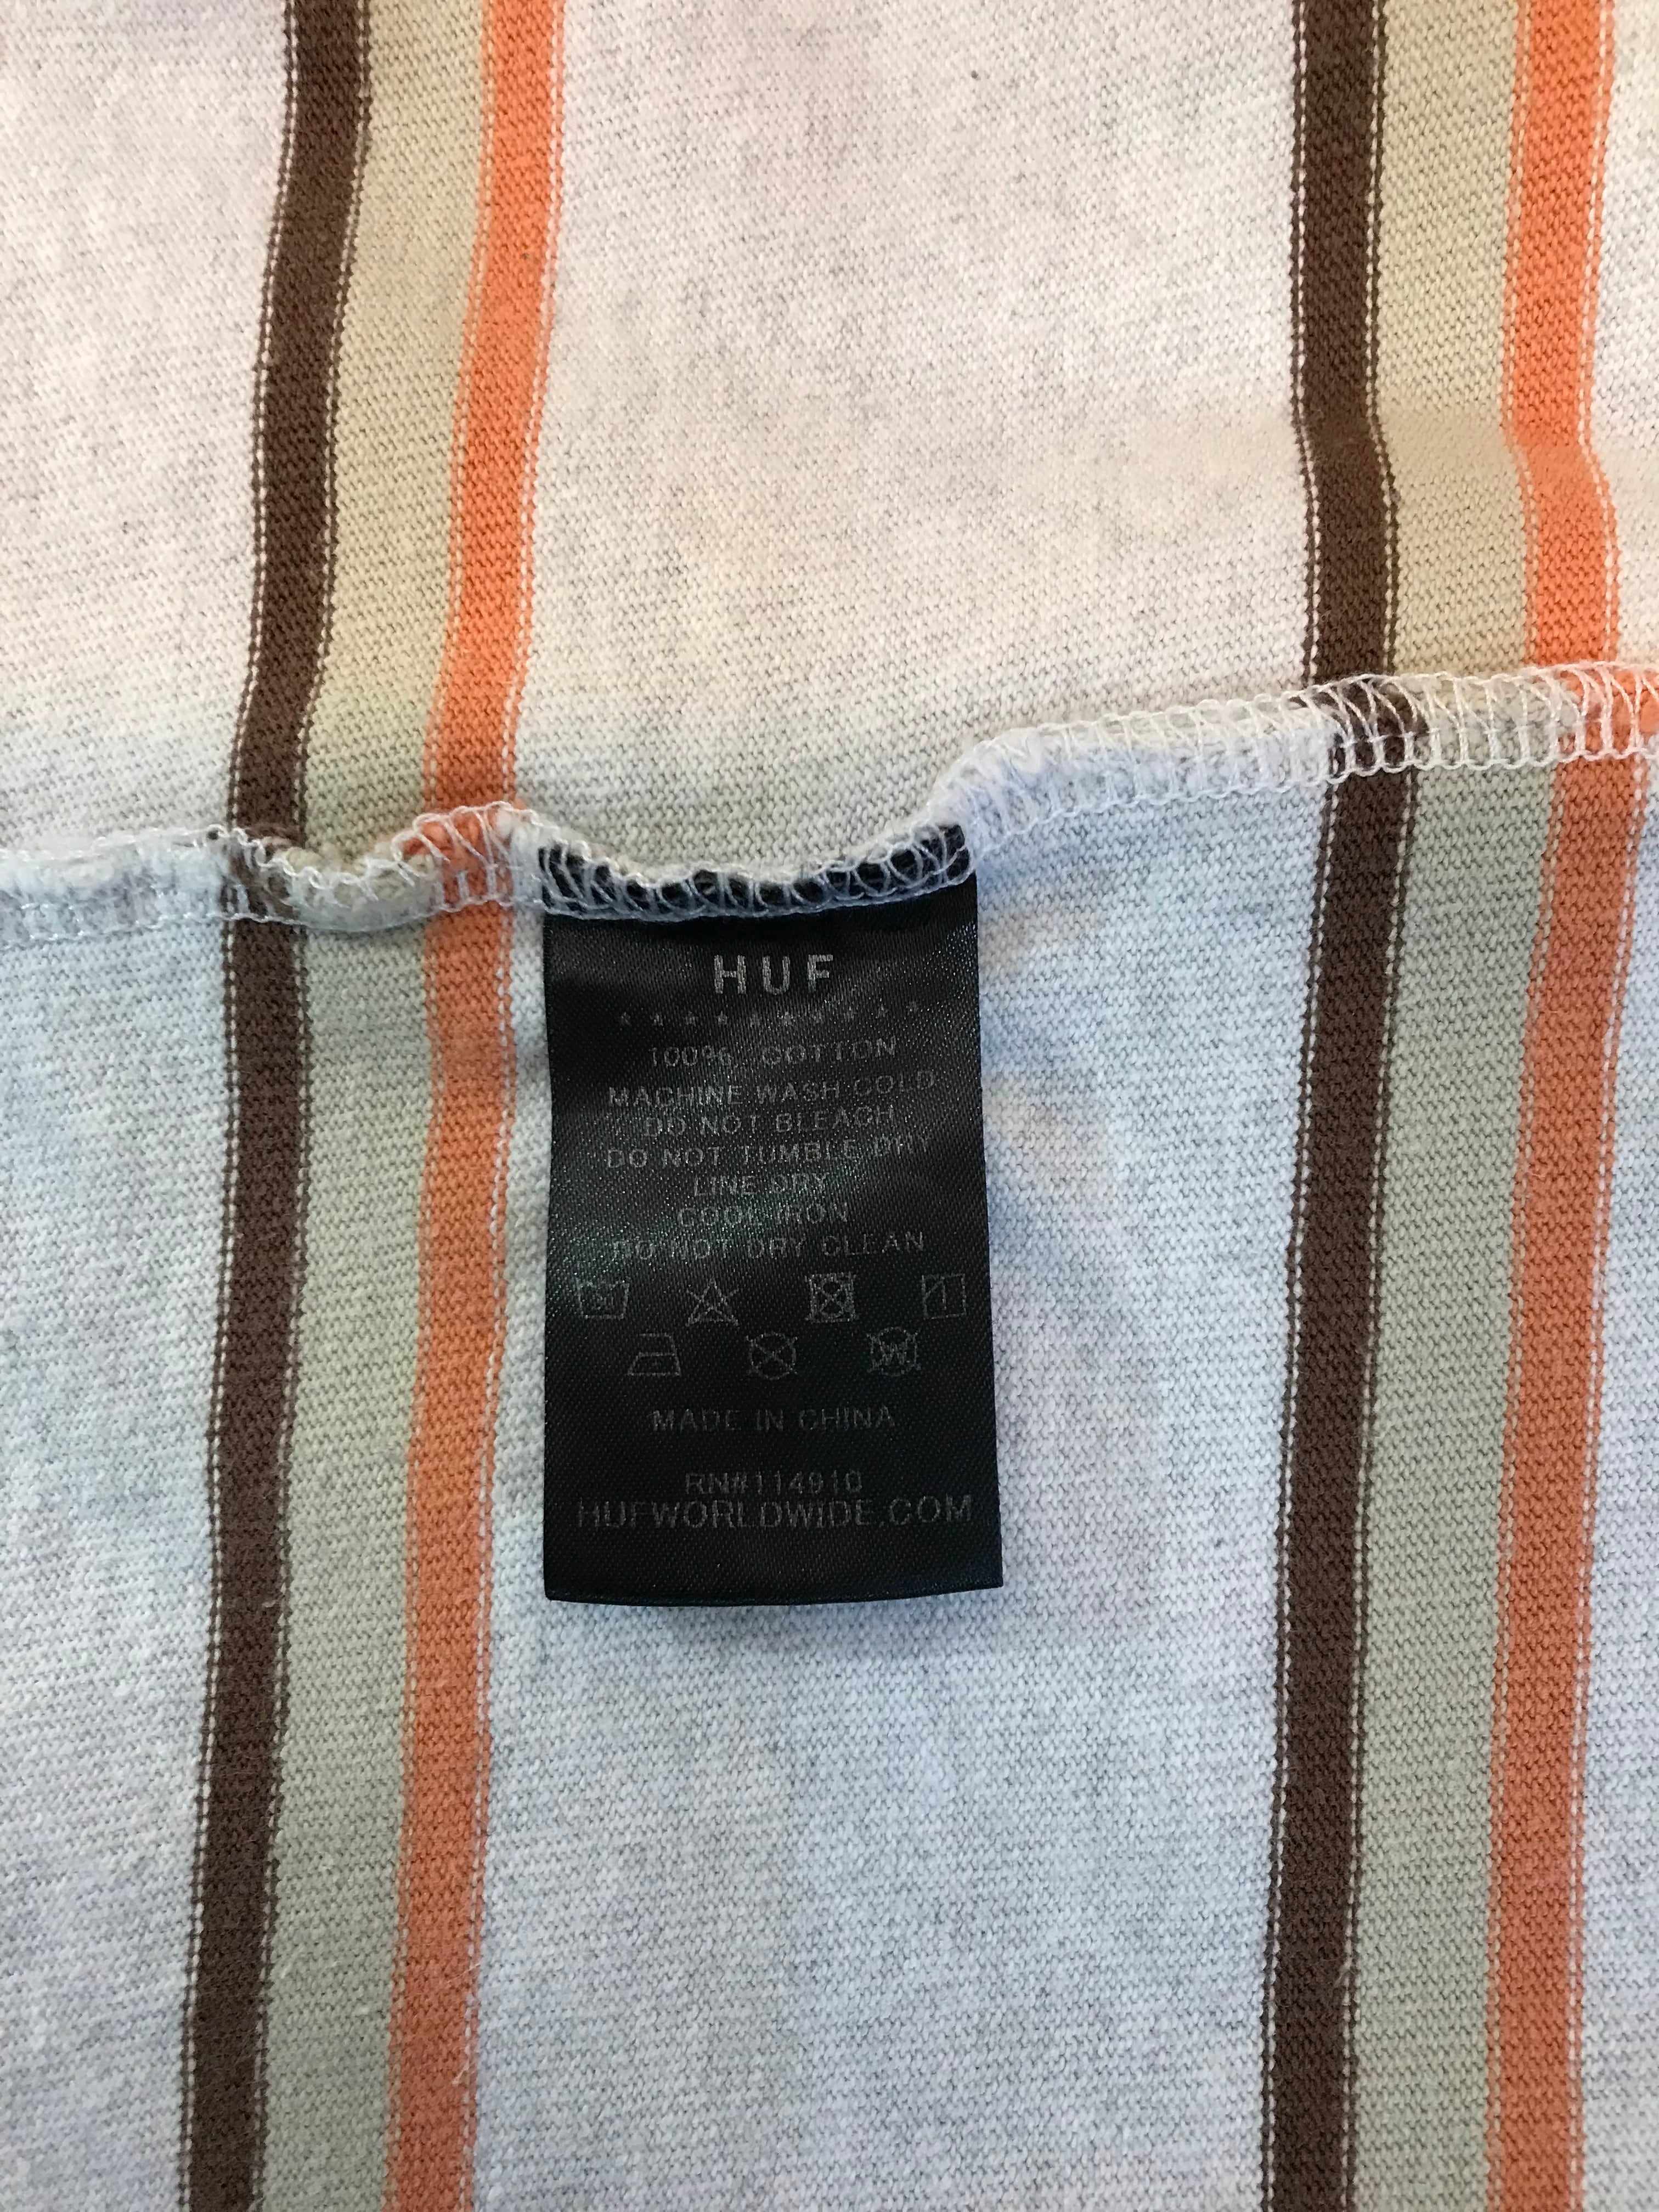 HUF
100% COTTON
MACHINE WASH COLD
DO NOT BLEACH
DO NOT TUMBLE DRY
LINE DRY
COOL IRON
DO NOT DRY CLEAN
W
MADE IN CHINA
RN#114910
HUFWORLDWIDE.COM